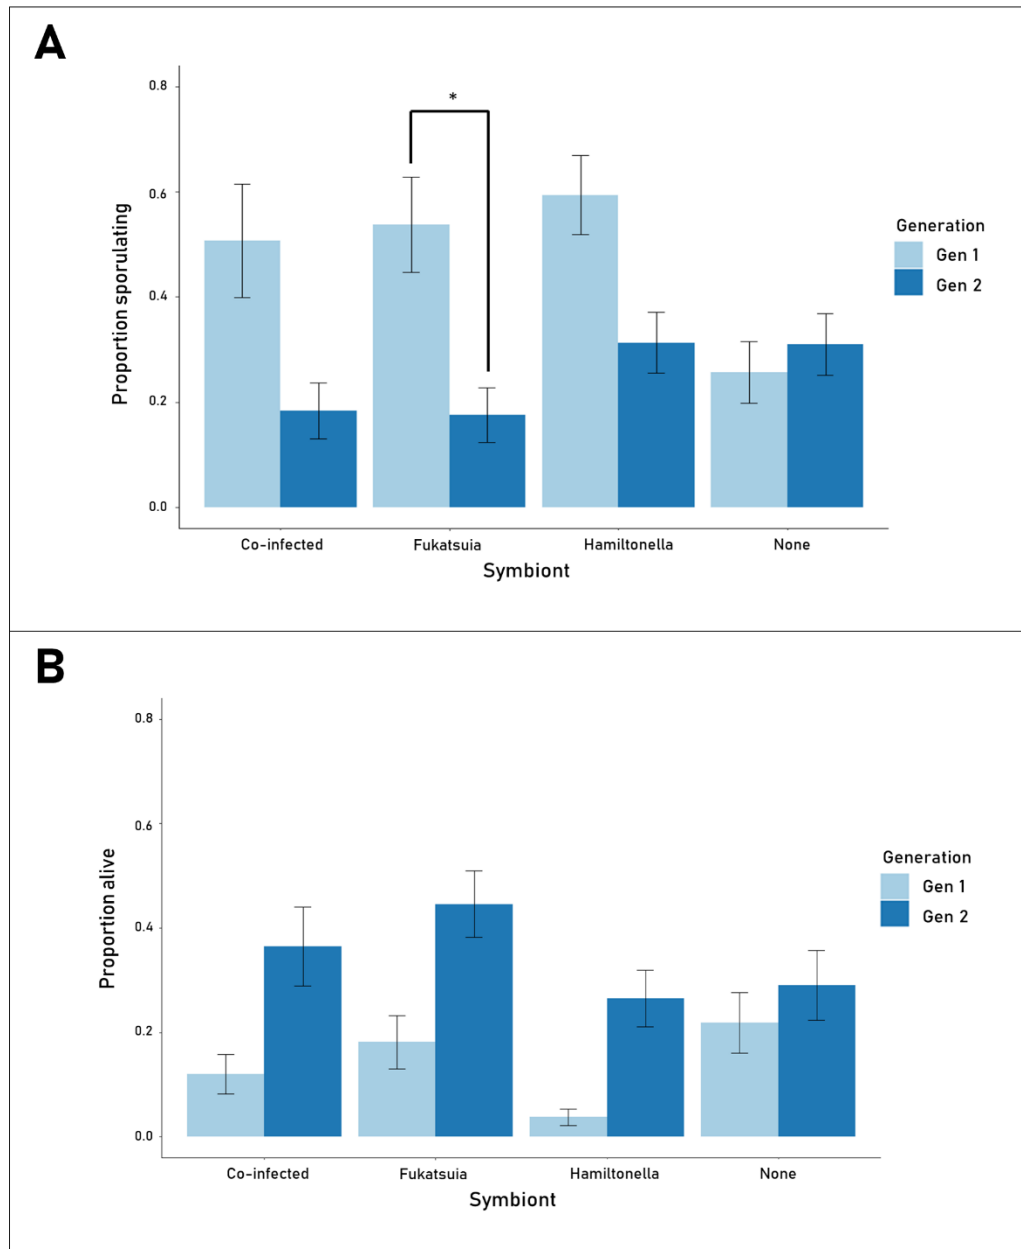 A
0.8
*
0.6
0.4
0.2
0.0
Proportion sporulating
Co-infected
Fukatsuia
Hamiltonella
None
Symbiont
Generation
Gen 1
Gen 2
B
0.8
0.6
0.4
0.2
0.0
Proportion alive
Co-infected
Fukatsuia
Hamiltonella
None
Symbiont
Generation
Gen 1
Gen 2